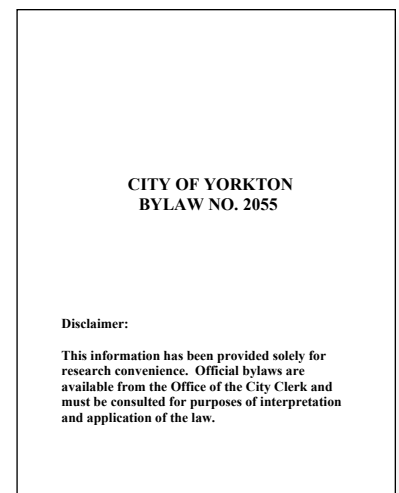 CITY OF YORKTON
BYLAW NO. 2055
Disclaimer:
This information has been provided solely for
research convenience. Official bylaws are
available from the Office of the City Clerk and
must be consulted for purposes of interpretation
and application of the law.